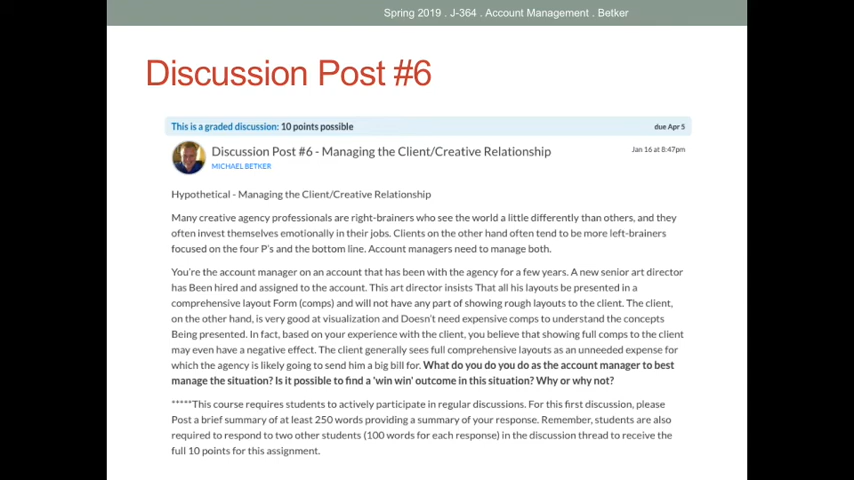 Spring 2019 . J-364 . Account Management . Betker
Discussion Post #6
This is a graded discussion: 10 points possible
due Apr 5
Discussion Post #6 - Managing the Client/Creative Relationship
Jan 16 at 8:47pm
MICHAEL BETKER
Hypothetical - Managing the Client/Creative Relationship
Many creative agency professionals are right-brainers who see the world a little differently than others, and they
often invest themselves emotionally in their jobs. Clients on the other hand often tend to be more left-brainers
focused on the four P's and the bottom line. Account managers need to manage both.
You're the account manager on an account that has been with the agency for a few years. A new senior art director
has Been hired and assigned to the account. This art director insists That all his layouts be presented in a
comprehensive layout Form (comps) and will not have any part of showing rough layouts to the client. The client,
on the other hand, is very good at visualization and Doesn't need expensive comps to understand the concepts
Being presented. In fact, based on your experience with the client, you believe that showing full comps to the client
may even have a negative effect. The client generally sees full comprehensive layouts as an unneeded expense for
which the agency is likely going to send him a big bill for. What do you do you do as the account manager to best
manage the situation? Is it possible to find a 'win win' outcome in this situation? Why or why not?
*****This course requires students to actively participate in regular discussions. For this first discussion, please
Post a brief summary of at least 250 words providing a summary of your response. Remember, students are also
required to respond to two other students (100 words for each response) in the discussion thread to receive the
full 10 points for this assignment.